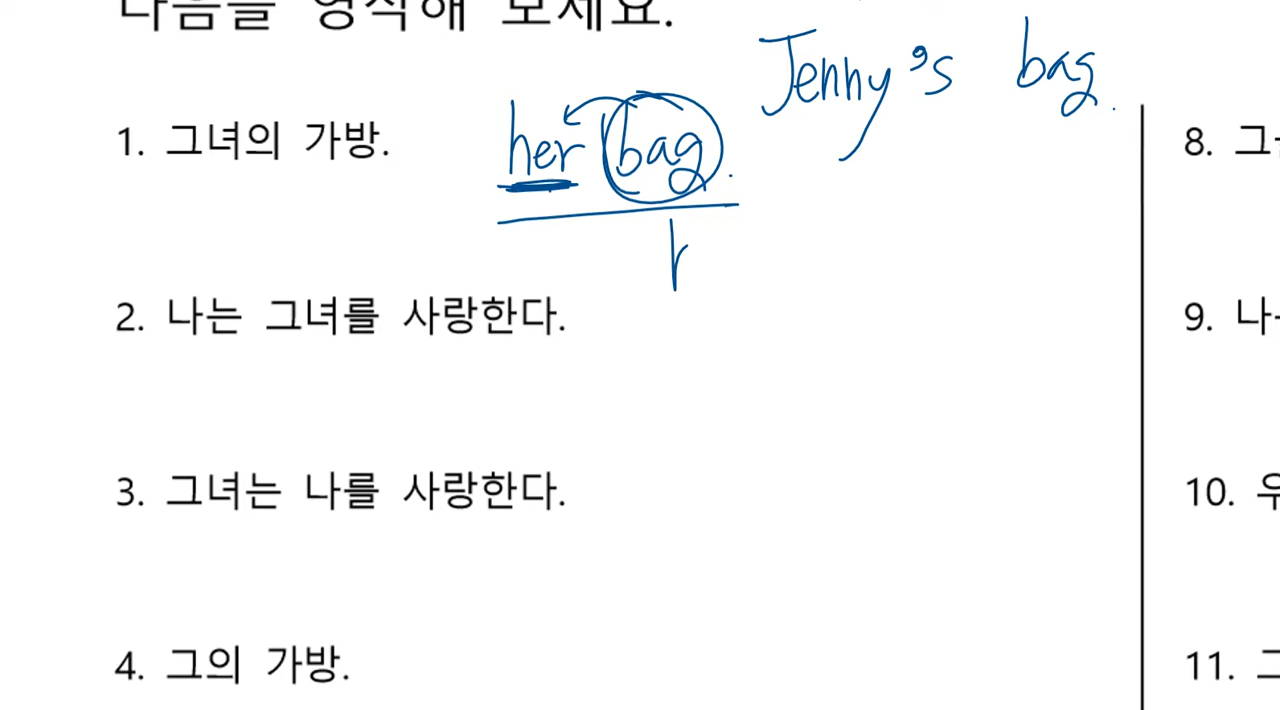 다음을 영작해 보세요.
Jenny's bag.
1. 그녀의 가방. her bag.
2. 나는 그녀를 사랑한다.
3. 그녀는 나를 사랑한다.
4. 그의 가방.
8.
9. 나
10. 우
11. 그